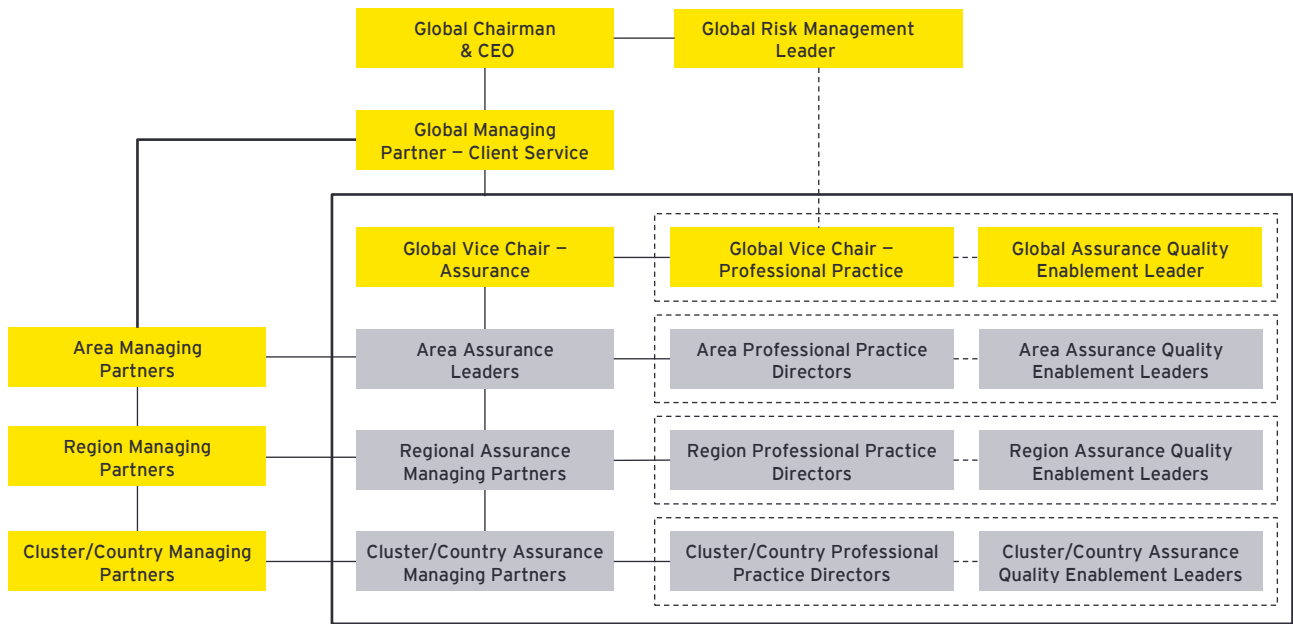 Global Chairman
& CEO
Global Risk Management
Leader
Global Managing
Partner – Client Service
Global Vice Chair –
Assurance
Global Vice Chair –
Professional Practice
Global Assurance Quality
Enablement Leader
Area Managing
Partners
Area Assurance
Leaders
Area Professional Practice
Directors
Area Assurance Quality
Enablement Leaders
Region Managing
Partners
Regional Assurance
Managing Partners
Region Professional Practice
Directors
Region Assurance Quality
Enablement Leaders
Cluster/Country Managing
Partners
Cluster/Country Assurance
Managing Partners
Cluster/Country Professional
Practice Directors
Cluster/Country Assurance
Quality Enablement Leaders